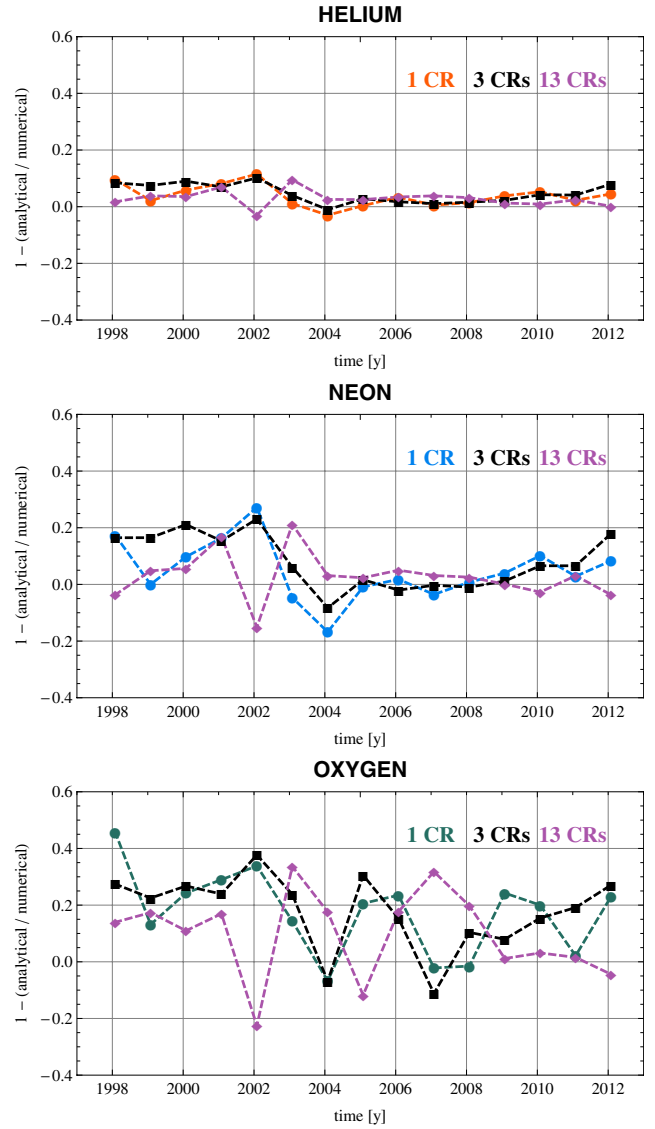 HELIUM
1 CR 3 CRs 13 CRs
0.6
0.4
0.2
0.0
−0.2
−0.4
1 − (analytical / numerical)
1998 2000 2002 2004 2006 2008 2010 2012
time [y]
NEON
1 CR 3 CRs 13 CRs
0.6
0.4
0.2
0.0
−0.2
−0.4
1 − (analytical / numerical)
1998 2000 2002 2004 2006 2008 2010 2012
time [y]
OXYGEN
1 CR 3 CRs 13 CRs
0.6
0.4
0.2
0.0
−0.2
−0.4
1 − (analytical / numerical)
1998 2000 2002 2004 2006 2008 2010 2012
time [y]